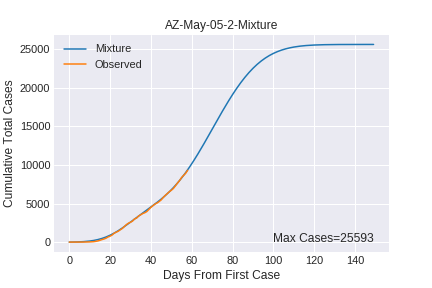 AZ-May-05-2-Mixture
Mixture
Observed
Cumulative Total Cases
25000
20000
15000
10000
5000
0
Max Cases=25593
0 20 40 60 80 100 120 140
Days From First Case